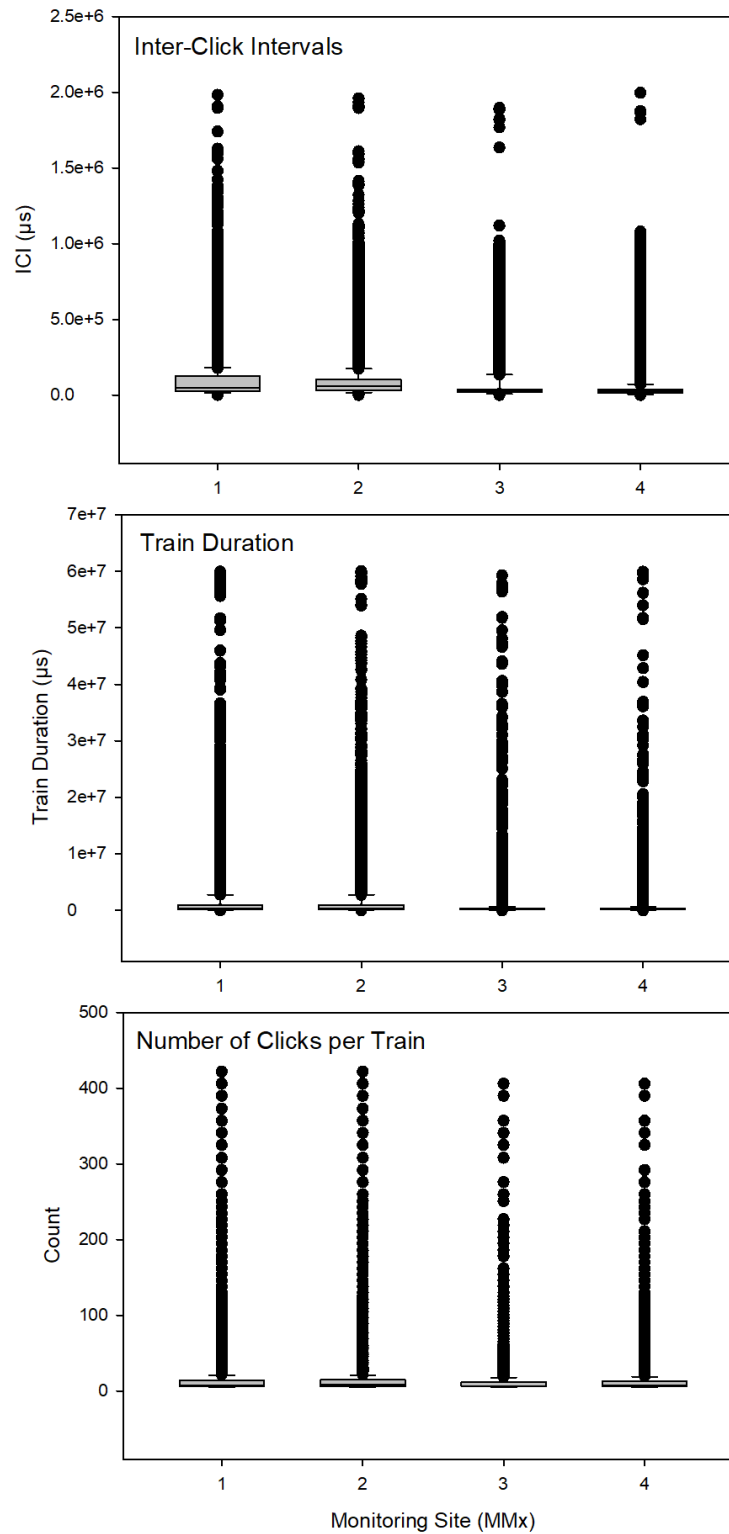 Inter-Click Intervals
2.5e+6
2.0e+6
1.5e+6
1.0e+6
5.0e+5
0.0
ICI (µs)
1 2 3 4
Train Duration
7e+7
6e+7
5e+7
4e+7
3e+7
2e+7
1e+7
0
Train Duration (µs)
1 2 3 4
Number of Clicks per Train
500
400
300
200
100
0
Count
1 2 3 4
Monitoring Site (MMx)